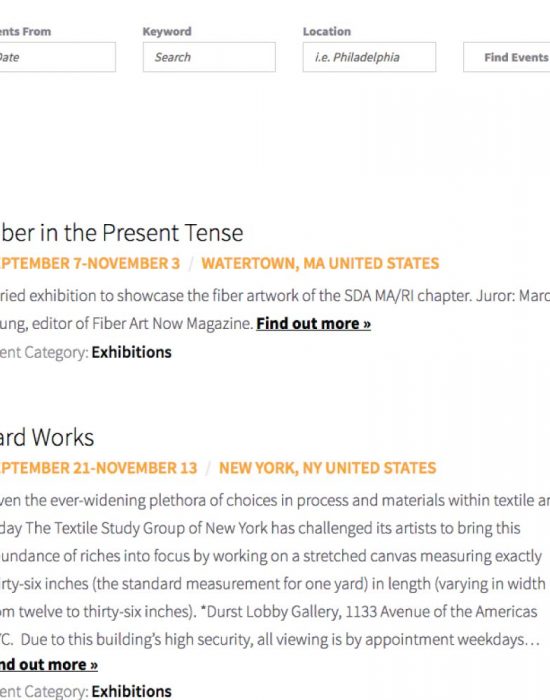 ents From Keyword Location
Date Search i.e. Philadelphia Find Events
ber in the Present Tense
EPTEMBER 7-NOVEMBER 3 / WATERTOWN, MA UNITED STATES
ried exhibition to showcase the fiber artwork of the SDA MA/RI chapter. Juror: Marc
ung, editor of Fiber Art Now Magazine. Find out more »
ent Category: Exhibitions
ard Works
EPTEMBER 21-NOVEMBER 13 / NEW YORK, NY UNITED STATES
ven the ever-widening plethora of choices in process and materials within textile ar
day The Textile Study Group of New York has challenged its artists to bring this
undance of riches into focus by working on a stretched canvas measuring exactly
irty-six inches (the standard measurement for one yard) in length (varying in width
om twelve to thirty-six inches). *Durst Lobby Gallery, 1133 Avenue of the Americas
YC. Due to this building's high security, all viewing is by appointment weekdays…
nd out more »
ent Category: Exhibitions